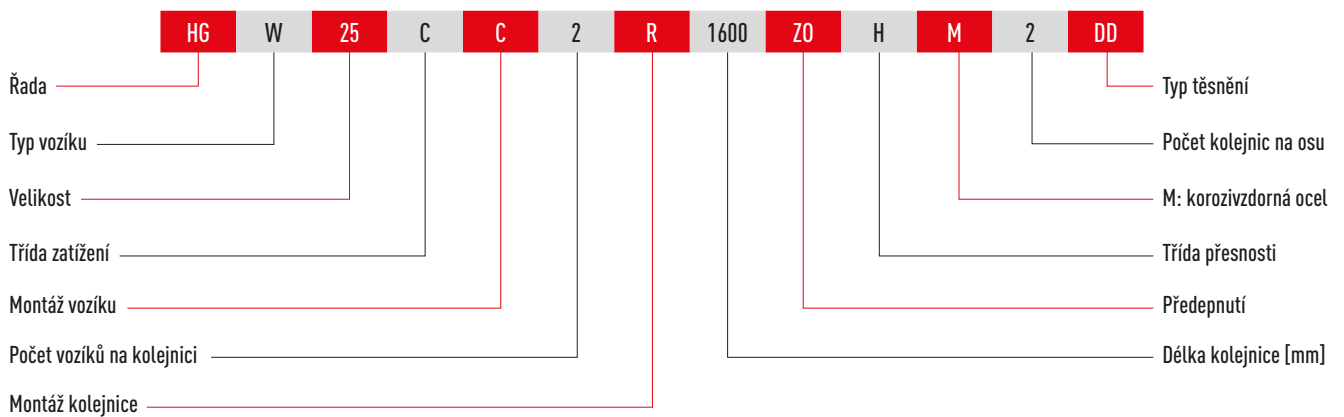 HG W 25 C C 2 R 1600 Z0 H M 2 DD
Řada
Typ vozíku
Velikost
Třída zatížení
Montáž vozíku
Počet vozíků na kolejnici
Montáž kolejnice
Typ těsnění
Počet kolejnic na osu
M: korozivzdorná ocel
Třída přesnosti
Předepnutí
Délka kolejnice [mm]